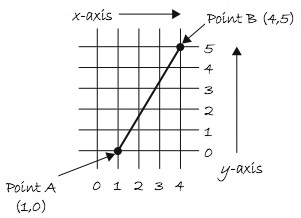 x-axis
Point B (4,5)
5
4
3
2
1
0
y-axis
Point A
(1,0)
0 1 2 3 4